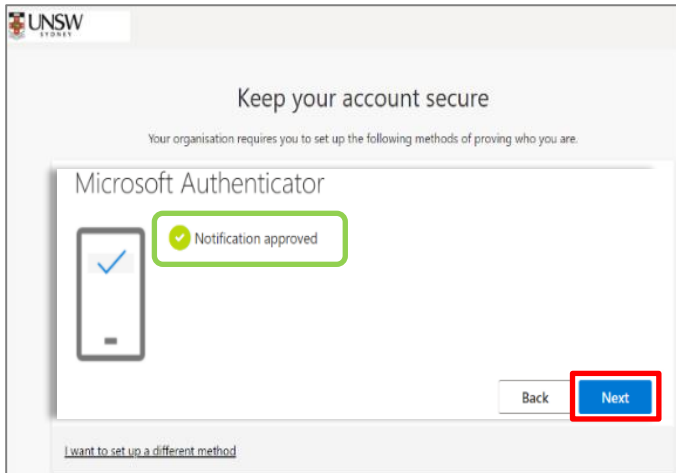 UNSW
SYDNEY
Keep your account secure
Your organisation requires you to set up the following methods of proving who you are.
Microsoft Authenticator
Notification approved
Back Next
I want to set up a different method